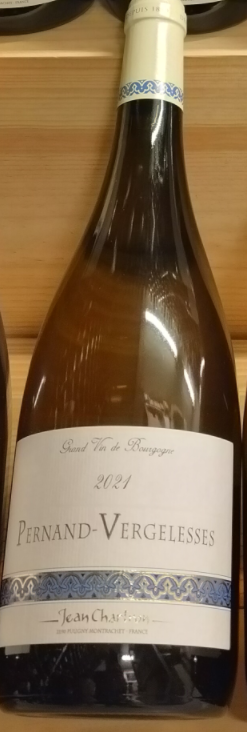 Grand Vin de Bourgogne
2021
PERNAND-VERGELESSES
Jean Chartron